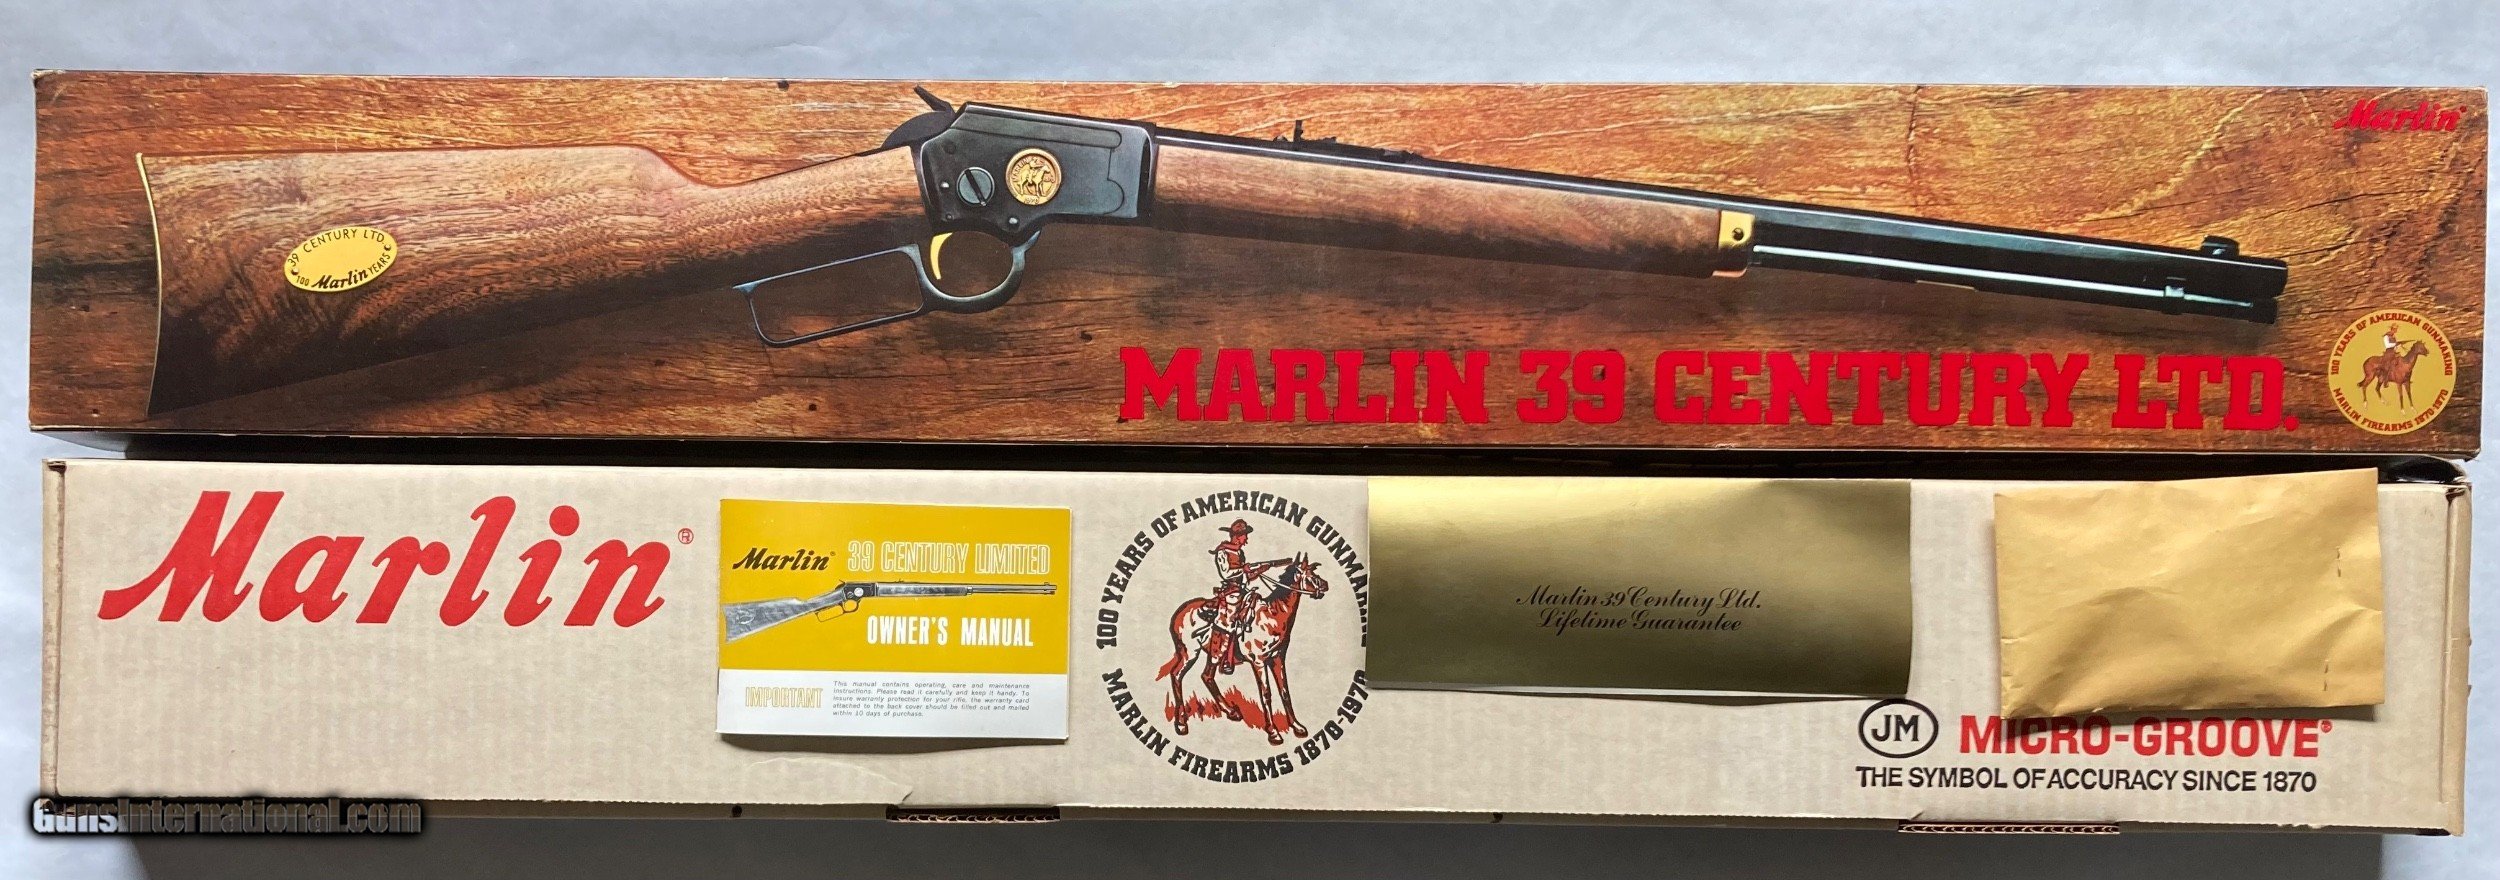 Marlin
39 CENTURY LTD.
100 Marlin YEARS
MARLIN 39 CENTURY LTD.
100 YEARS OF AMERICAN GUNMAKING
MARLIN FIREARMS 1870-1970
Marlin®
Marlin® 39 CENTURY LIMITED
OWNER'S MANUAL
IMPORTANT
This manual contains operating, care and maintenance
instructions. Please read it carefully and keep it handy. To
insure warranty protection for your rifle, the warranty card
attached to the back cover should be filled out and mailed
within 10 days of purchase.
100 YEARS OF AMERICAN GUNMAKING
MARLIN FIREARMS 1870-1970
Marlin 39 Century Ltd.
Lifetime Guarantee
JM MICRO-GROOVE®
THE SYMBOL OF ACCURACY SINCE 1870
GunsInternational.com